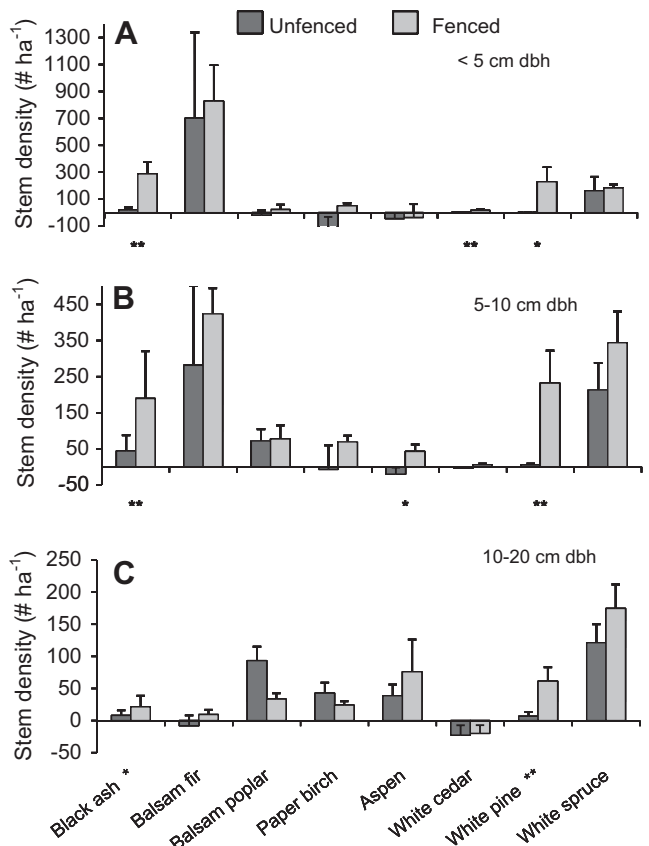 A
Unfenced
Fenced
< 5 cm dbh
Stem density (# ha⁻¹)
1300
1100
900
700
500
300
100
-100
**
**
*
B
5-10 cm dbh
Stem density (# ha⁻¹)
450
350
250
150
50
-50
**
*
**
C
10-20 cm dbh
Stem density (# ha⁻¹)
250
200
150
100
50
0
-50
Black ash *
Balsam fir
Balsam poplar
Paper birch
Aspen
White cedar
White pine **
White spruce